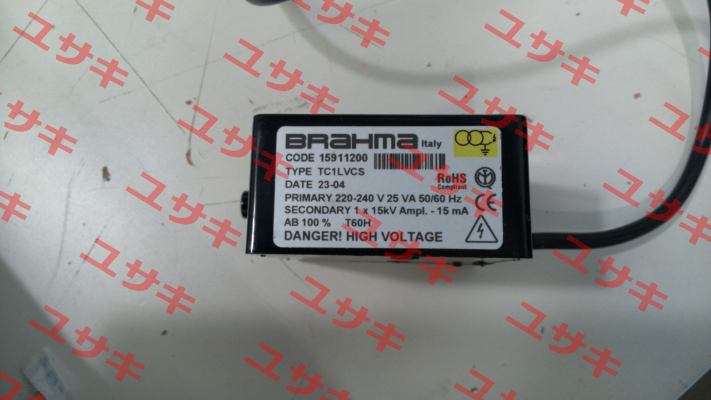 BRAHMA Italy
CODE 15911200
TYPE TC1LVCS
DATE 23-04
RoHS
Compliant
CE
PRIMARY 220-240 V 25 VA 50/60 Hz
SECONDARY 1 x 15kV Ampl. - 15 mA
AB 100 % T60H
DANGER! HIGH VOLTAGE
ユサキ